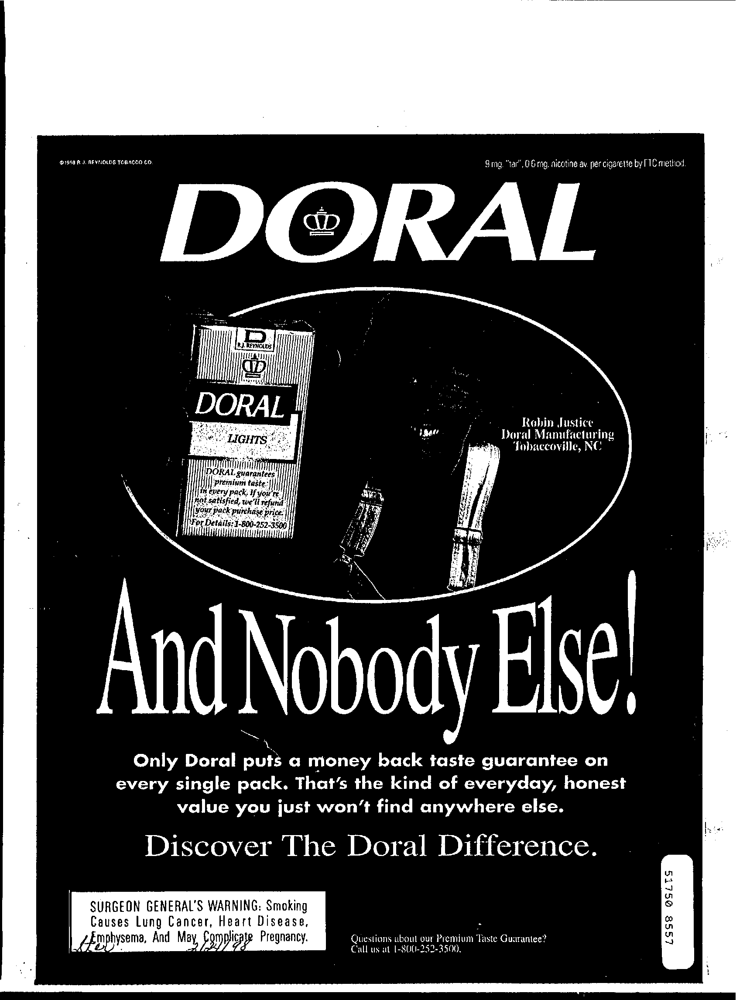 ©1998 R.J. REYNOLDS TOBACCO CO.
9 mg. "tar", 0.6 mg. nicotine av. per cigarette by FTC method.
DORAL
R.J. REYNOLDS
DORAL
LIGHTS
DORAL guarantees
premium taste
in every pack. If you're
not satisfied, we'll refund
your pack purchase price.
For Details: 1-800-252-3500
Robin Justice
Doral Manufacturing
Tobaccoville, NC
And Nobody Else!
Only Doral puts a money back taste guarantee on
every single pack. That's the kind of everyday, honest
value you just won't find anywhere else.
Discover The Doral Difference.
SURGEON GENERAL'S WARNING: Smoking
Causes Lung Cancer, Heart Disease,
Emphysema, And May Complicate Pregnancy.
2/24/98
Questions about our Premium Taste Guarantee?
Call us at 1-800-252-3500.
51750 8557